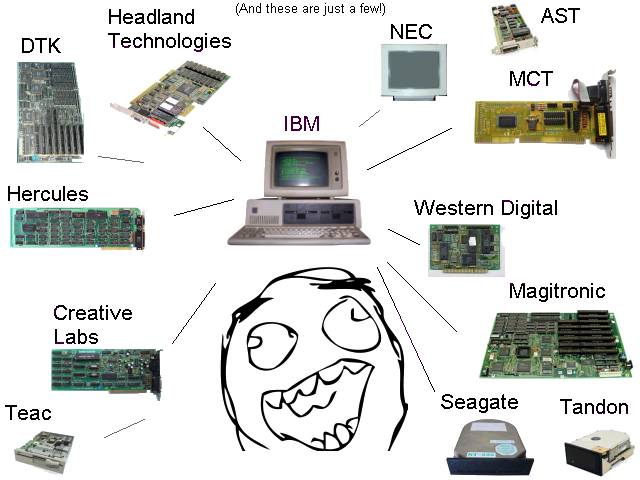 (And these are just a few!)
Headland
Technologies
AST
NEC
DTK
MCT
IBM
Hercules
Western Digital
Magitronic
Creative
Labs
Seagate
Tandon
Teac